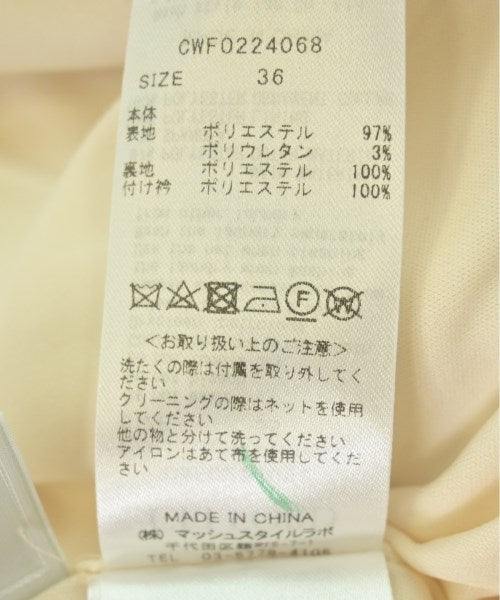 CWF0224068
SIZE 36
本体
表地 ポリエステル 97%
ポリウレタン 3%
裏地 ポリエステル 100%
付け衿 ポリエステル 100%
F W
<お取り扱い上のご注意>
洗たくの際は付属を取り外してく
ださい
クリーニングの際はネットを使用
してください
他の物と分けて洗ってください
アイロンはあて布を使用してくだ
さい
MADE IN CHINA
(株)マッシュスタイルラボ
千代田区麹町
TEL